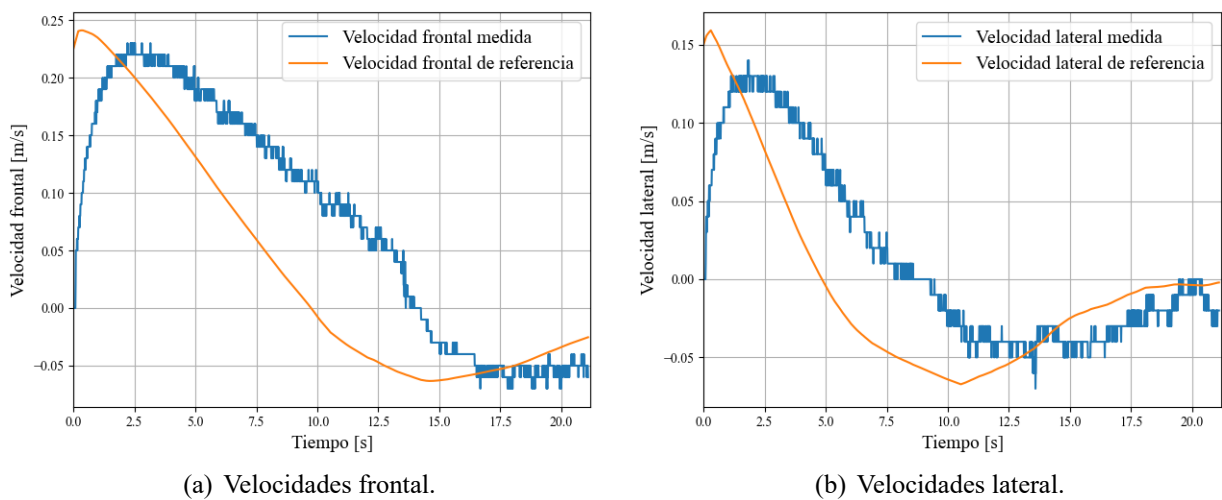 Velocidad frontal [m/s]
0.25
0.20
0.15
0.10
0.05
0.00
−0.05
Velocidad frontal medida
Velocidad frontal de referencia
0.0 2.5 5.0 7.5 10.0 12.5 15.0 17.5 20.0
Tiempo [s]
(a) Velocidades frontal.
Velocidad lateral [m/s]
0.15
0.10
0.05
0.00
−0.05
Velocidad lateral medida
Velocidad lateral de referencia
0.0 2.5 5.0 7.5 10.0 12.5 15.0 17.5 20.0
Tiempo [s]
(b) Velocidades lateral.